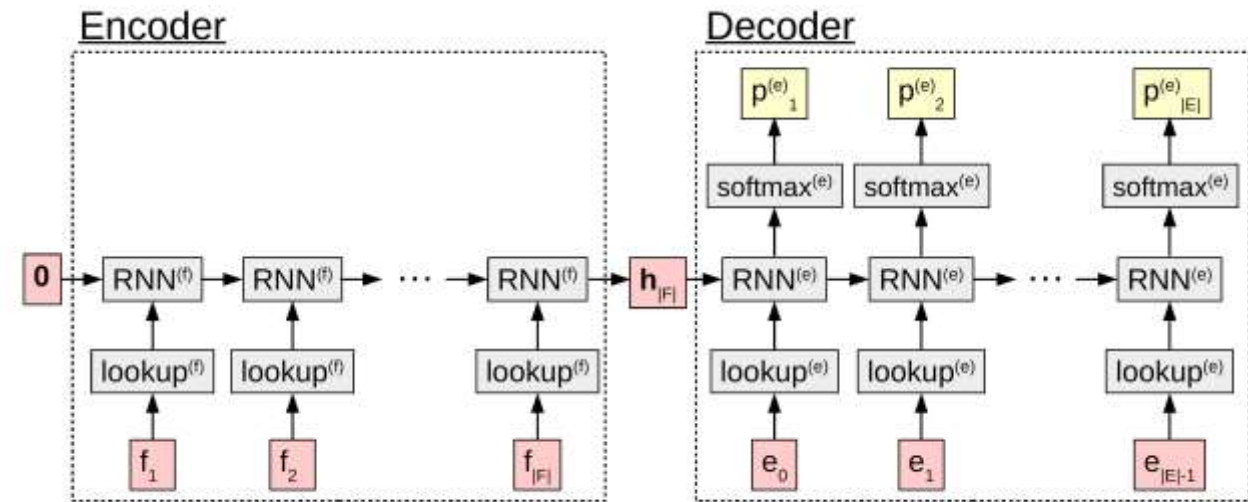 Encoder Decoder
p(e)1 p(e)2 p(e)|E|
softmax(e) softmax(e) softmax(e)
0 RNN(f) RNN(f) ··· RNN(f) h|F| RNN(e) RNN(e) ··· RNN(e)
lookup(f) lookup(f) lookup(f) lookup(e) lookup(e) lookup(e)
f1 f2 f|F| e0 e1 e|E|-1